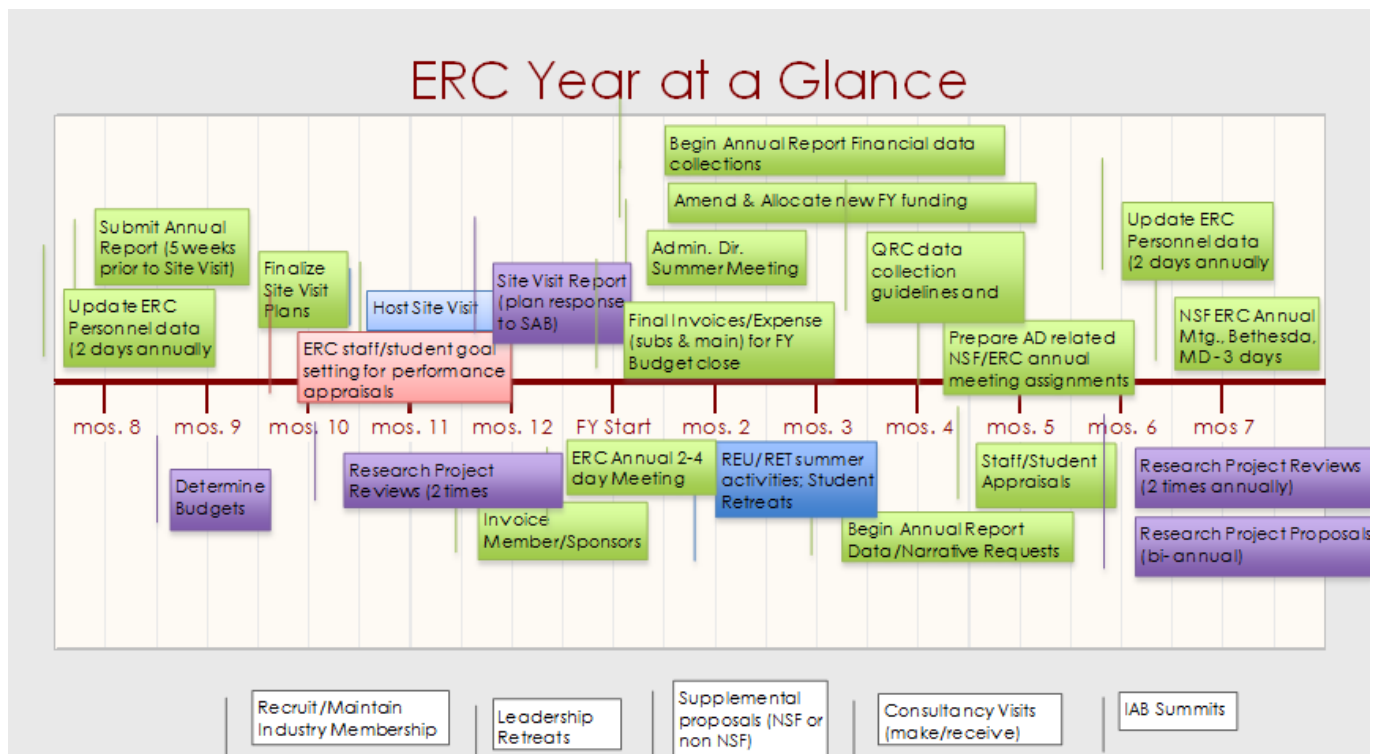 ERC Year at a Glance
Begin Annual Report Financial data
collections
Amend & Allocate new FY funding
Submit Annual
Report (5 weeks
prior to Site Visit)
Update ERC
Personnel data
(2 days annually
Finalize
Site Visit
Plans
Host Site Visit
Site Visit Report
(plan response
to SAB)
Admin. Dir.
Summer Meeting
QRC data
collection
guidelines and
Update ERC
Personnel data
(2 days annually
ERC staff/student goal
setting for performance
appraisals
Final Invoices/Expense
(subs & main) for FY
Budget close
Prepare AD related
NSF/ERC annual
meeting assignments
NSF ERC Annual
Mtg., Bethesda,
MD - 3 days
mos. 8 mos. 9 mos. 10 mos. 11 mos. 12 FY Start mos. 2 mos. 3 mos. 4 mos. 5 mos. 6 mos 7
Determine
Budgets
Research Project
Reviews (2 times
ERC Annual 2-4
day Meeting
Invoice
Member/Sponsors
REU/RET summer
activities; Student
Retreats
Staff/Student
Appraisals
Begin Annual Report
Data/Narrative Requests
Research Project Reviews
(2 times annually)
Research Project Proposals
(bi-annual)
Recruit/Maintain
Industry Membership
Leadership
Retreats
Supplemental
proposals (NSF or
non NSF)
Consultancy Visits
(make/receive)
IAB Summits